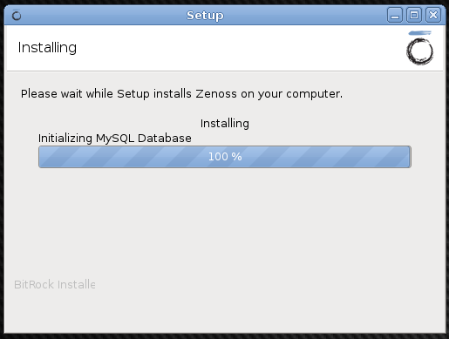 Setup
Installing
Please wait while Setup installs Zenoss on your computer.
Installing
Initializing MySQL Database
100 %
BitRock Installe